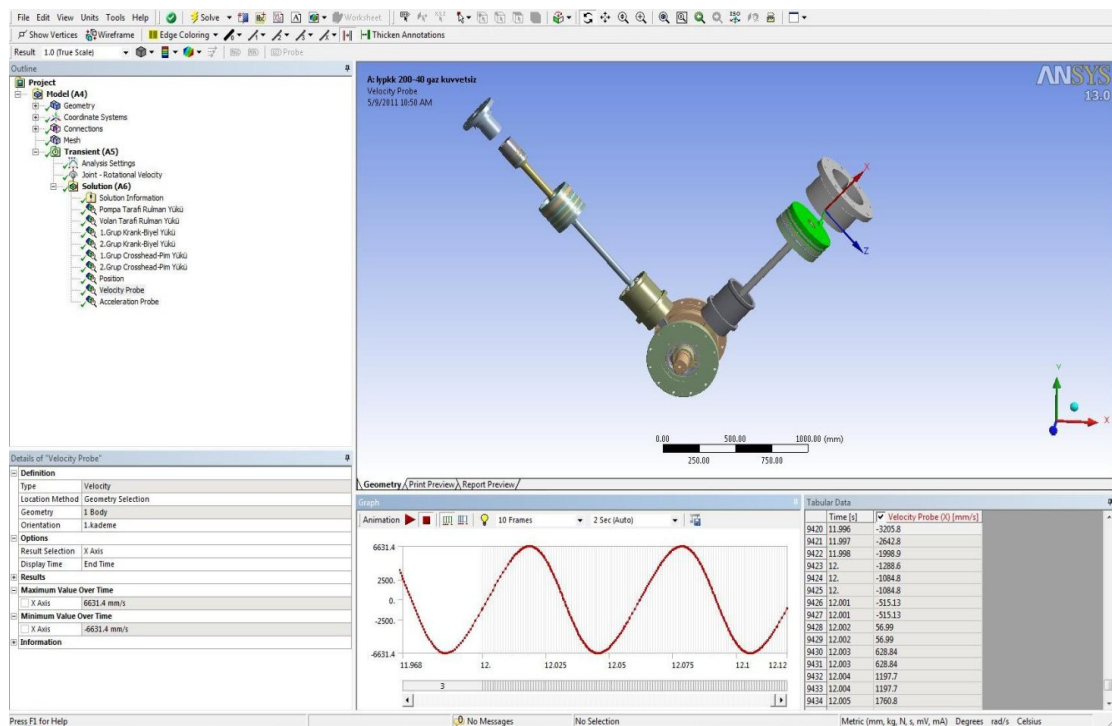 File Edit View Units Tools Help Solve Worksheet
Show Vertices Wireframe Edge Coloring Thicken Annotations
Result 1.0 (True Scale) Probe
Outline
Project
Model (A4)
Geometry
Coordinate Systems
Connections
Mesh
Transient (A5)
Analysis Settings
Joint - Rotational Velocity
Solution (A6)
Solution Information
Pompa Tarafi Rulman Yükü
Volan Tarafi Rulman Yükü
1.Grup Krank-Biyel Yükü
2.Grup Krank-Biyel Yükü
1.Grup Crosshead-Pim Yükü
2.Grup Crosshead-Pim Yükü
Position
Velocity Probe
Acceleration Probe
A: lypkk 200-40 gaz kuvvetsiz
Velocity Probe
5/9/2011 10:50 AM
ANSYS
13.0
X
Z
Y
X
0.00 500.00 1000.00 (mm)
250.00 750.00
Geometry Print Preview Report Preview
Details of "Velocity Probe"
Definition
Type Velocity
Location Method Geometry Selection
Geometry 1 Body
Orientation 1.kademe
Options
Result Selection X Axis
Display Time End Time
Results
Maximum Value Over Time
X Axis 6631.4 mm/s
Minimum Value Over Time
X Axis -6631.4 mm/s
Information
Graph
Animation 10 Frames 2 Sec (Auto)
6631.4
2500.
0.
-2500.
-6631.4
11.968 12. 12.025 12.05 12.075 12.1 12.12
3
Tabular Data
Time [s] Velocity Probe (X) [mm/s]
9420 11.996 -3205.8
9421 11.997 -2642.8
9422 11.998 -1998.9
9423 12. -1288.6
9424 12. -1084.8
9425 12. -1084.8
9426 12.001 -515.13
9427 12.001 -515.13
9428 12.002 56.99
9429 12.002 56.99
9430 12.003 628.84
9431 12.003 628.84
9432 12.004 1197.7
9433 12.004 1197.7
9434 12.005 1760.8
Press F1 for Help No Messages No Selection Metric (mm, kg, N, s, mV, mA) Degrees rad/s Celsius